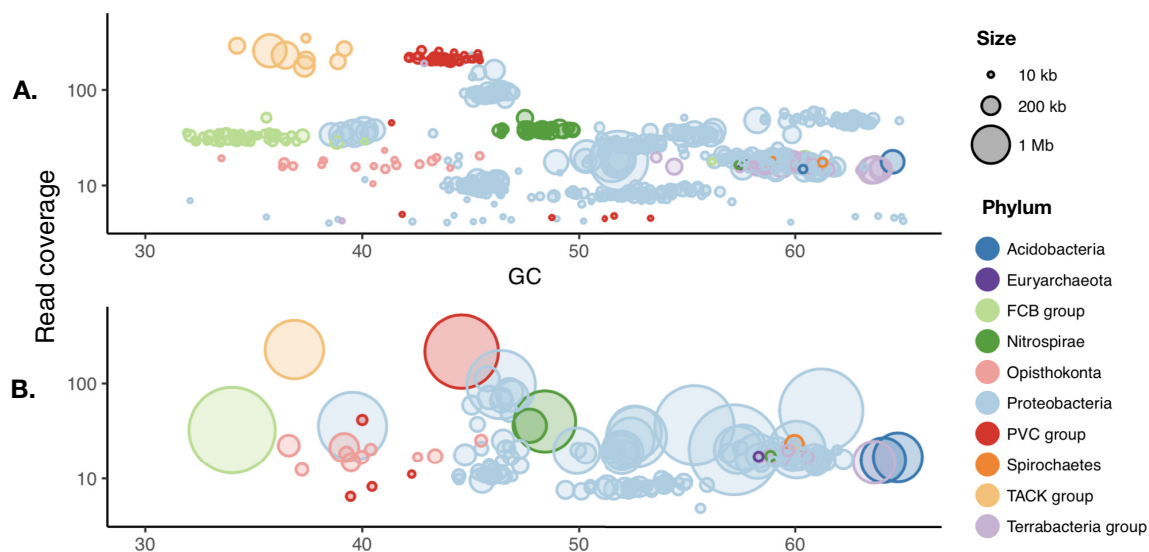 A.
100
10
30
40
50
60
GC
Read coverage
B.
100
10
30
40
50
60
Size
10 kb
200 kb
1 Mb
Phylum
Acidobacteria
Euryarchaeota
FCB group
Nitrospirae
Opisthokonta
Proteobacteria
PVC group
Spirochaetes
TACK group
Terrabacteria group